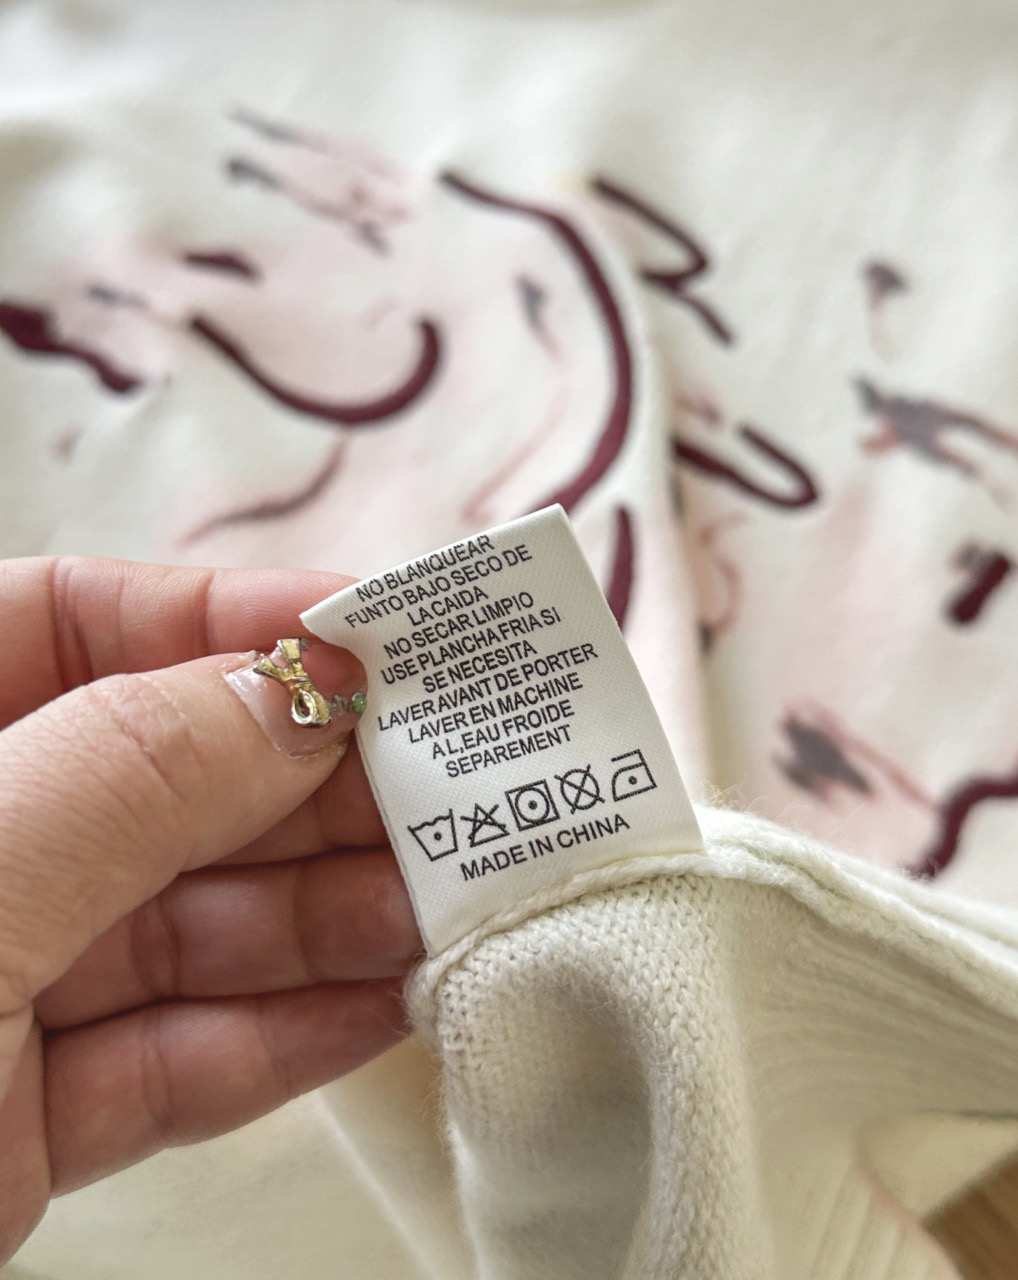 NO BLANQUEAR
FUNTO BAJO SECO DE
LA CAIDA
NO SECAR LIMPIO
USE PLANCHA FRIA SI
SE NECESITA
LAVER AVANT DE PORTER
LAVER EN MACHINE
A L,EAU FROIDE
SEPAREMENT
MADE IN CHINA